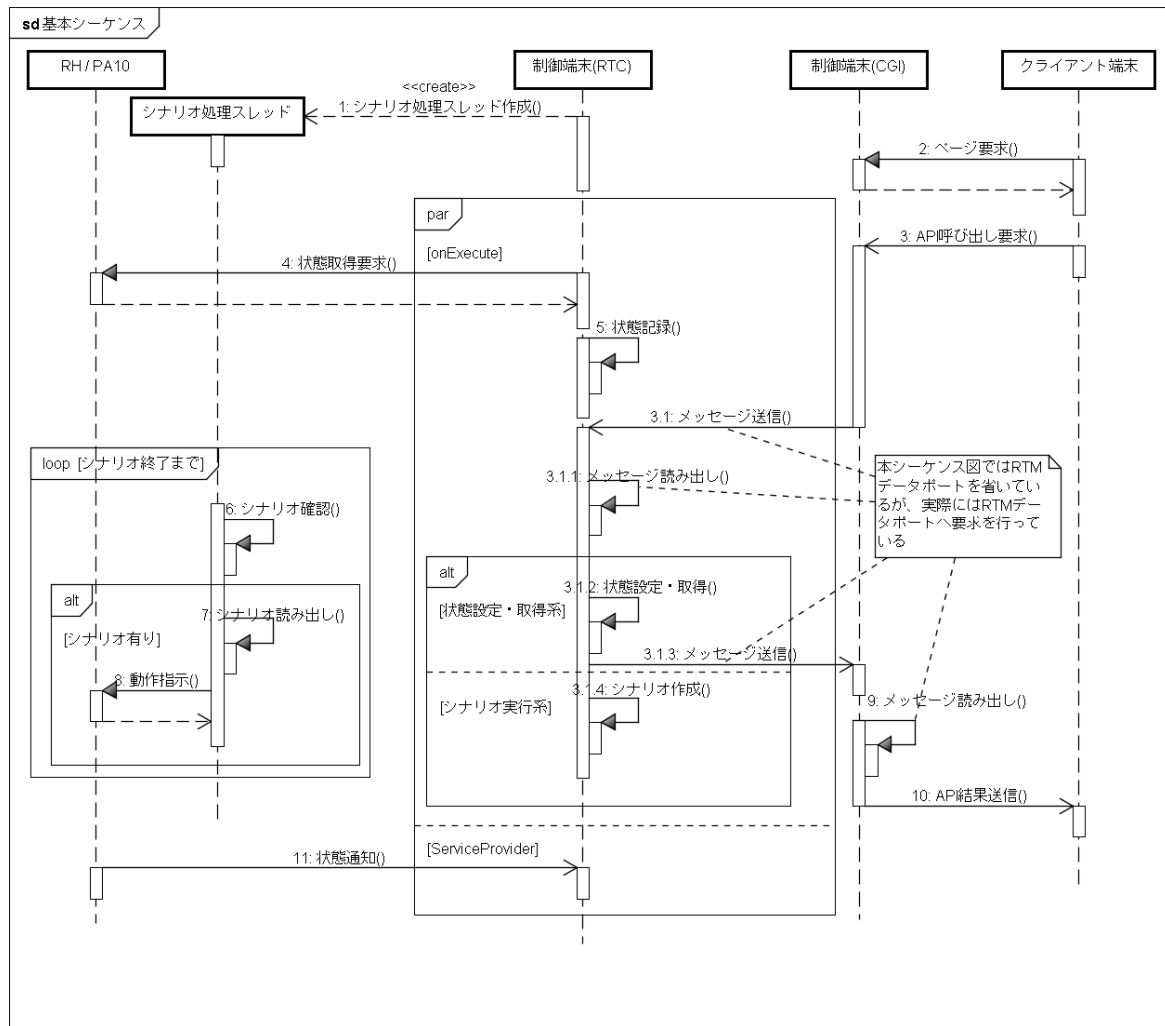 sd 基本シーケンス
RH / PA10
制御端末(RTC)
制御端末(CGI)
クライアント端末
<<create>>
シナリオ処理スレッド
1: シナリオ処理スレッド作成()
2: ページ要求()
par
3: API呼び出し要求()
[onExecute]
4: 状態取得要求()
5: 状態記録()
3.1: メッセージ送信()
loop [シナリオ終了まで]
本シーケンス図ではRTM
データポートを省いてい
るが、実際にはRTMデー
タポートへ要求を行って
いる
3.1.1: メッセージ読み出し()
6: シナリオ確認()
alt
3.1.2: 状態設定・取得()
[状態設定・取得系]
alt
7: シナリオ読み出し()
[シナリオ有り]
3.1.3: メッセージ送信()
8: 動作指示()
3.1.4: シナリオ作成()
[シナリオ実行系]
9: メッセージ読み出し()
10: API結果送信()
[ServiceProvider]
11: 状態通知()